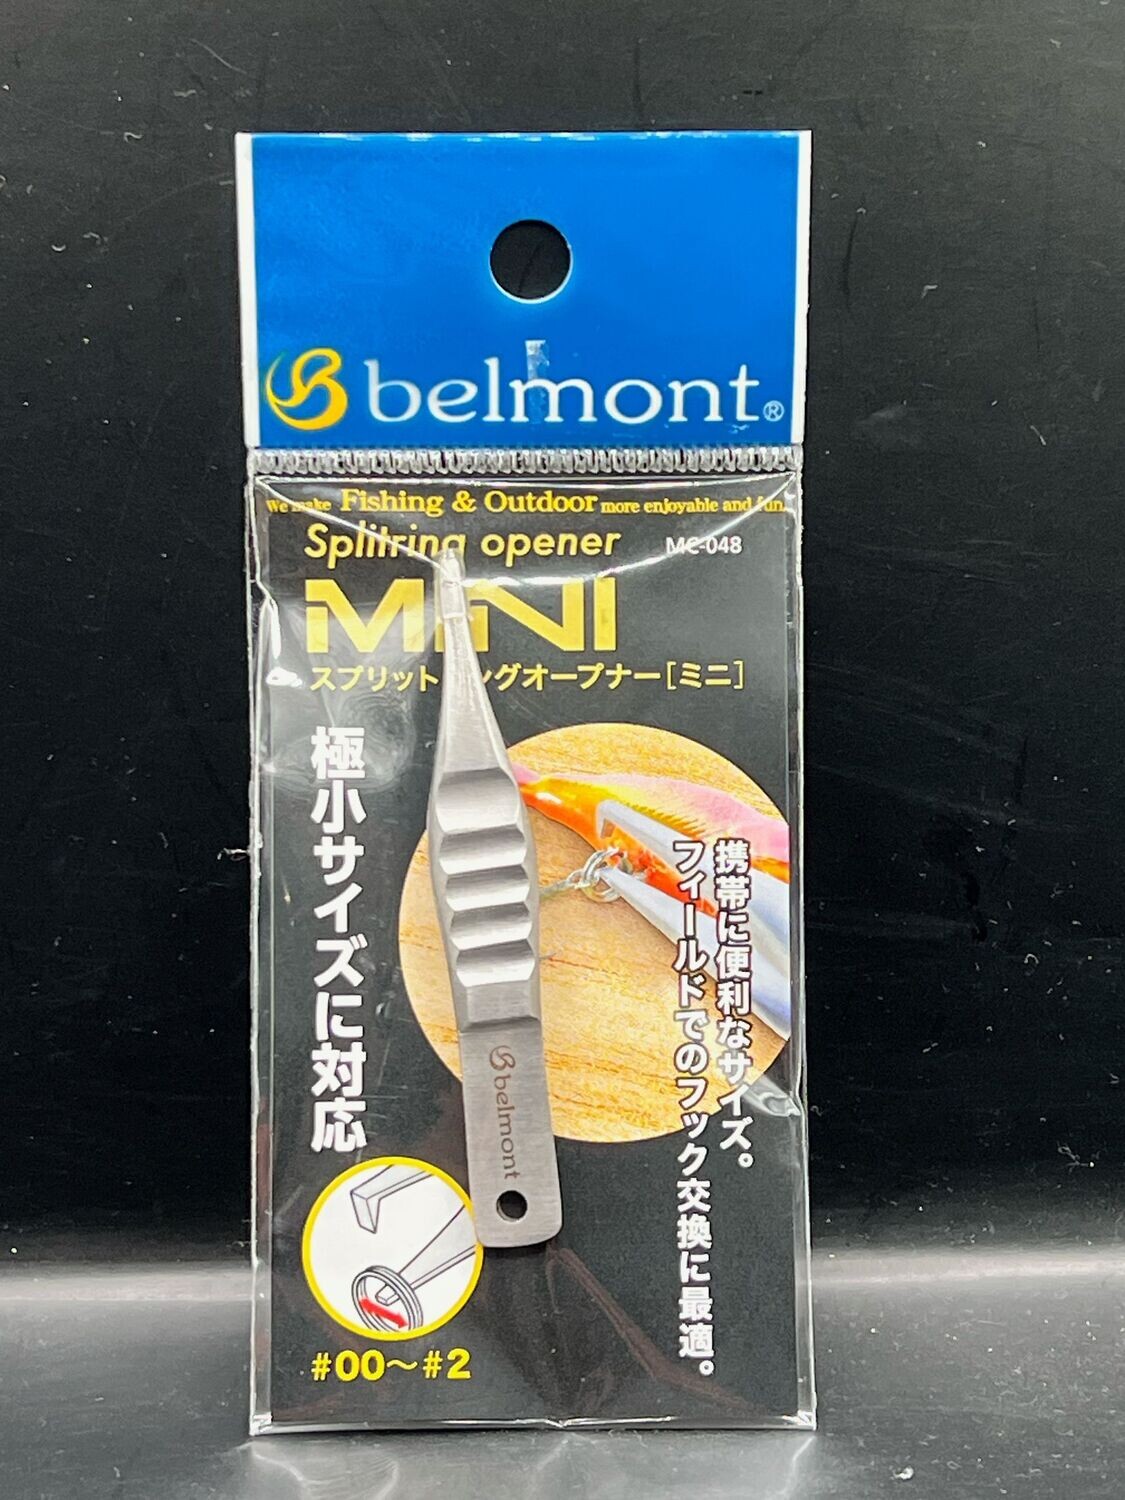 belmont®
We make Fishing & Outdoor more enjoyable and fun.
Splitring opener MC-048
MINI
スプリットングオープナー[ミニ]
極小サイズに対応
携帯に便利なサイズ。
フィールドでのフック交換に最適。
belmont
#00～#2